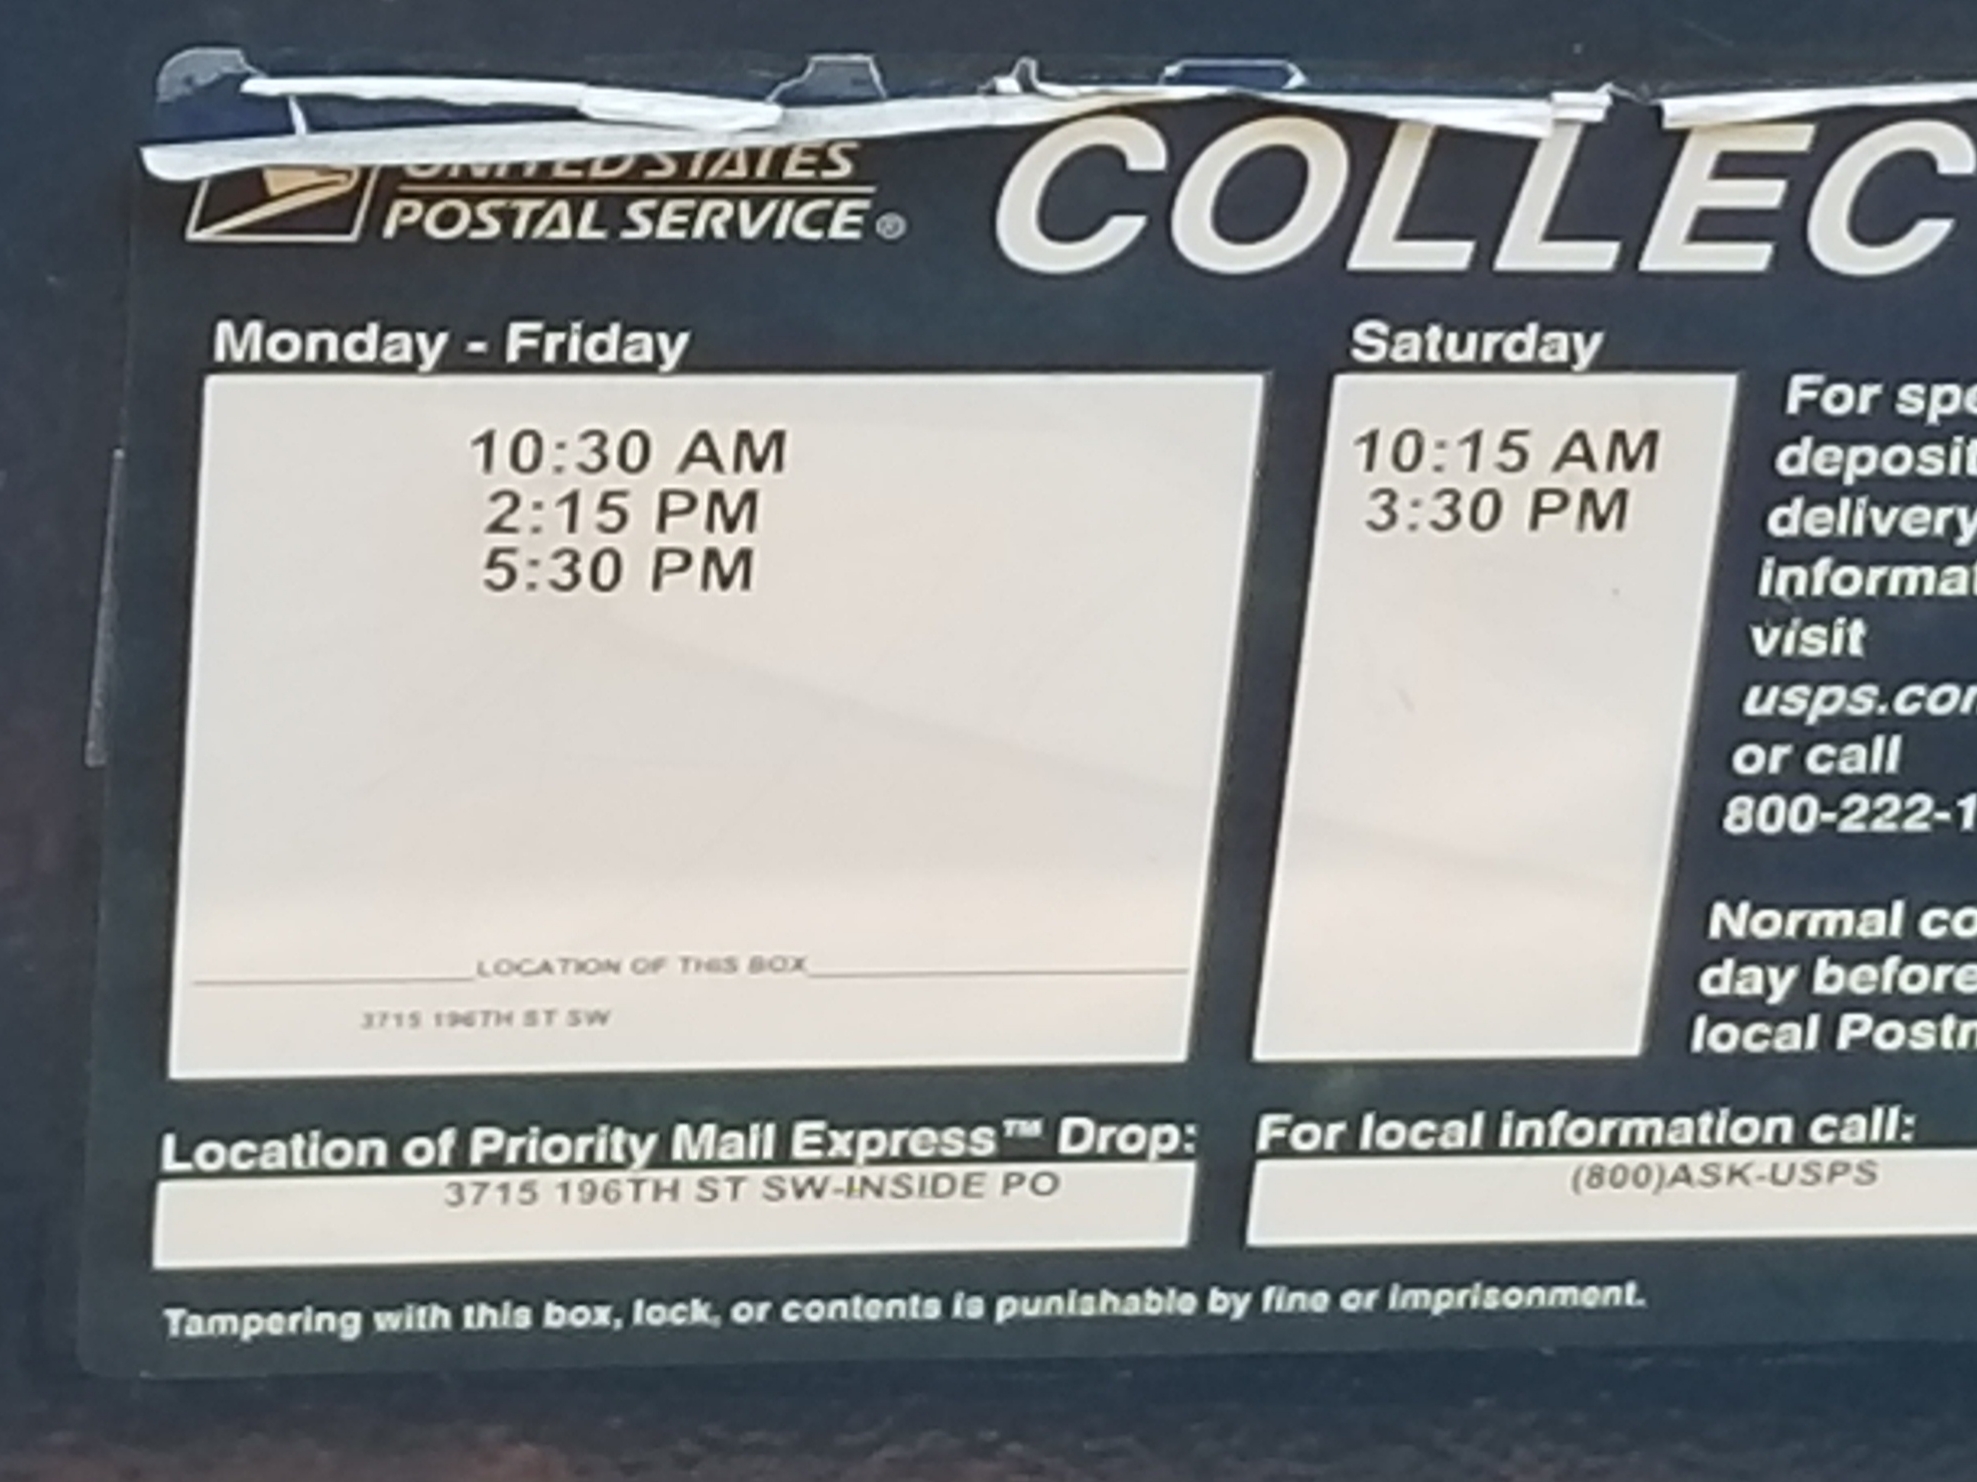 UNITED STATES
POSTAL SERVICE®
COLLEC
Monday - Friday
10:30 AM
2:15 PM
5:30 PM
LOCATION OF THIS BOX
3715 196TH ST SW
Saturday
10:15 AM
3:30 PM
For spe
deposit
delivery
informat
visit
usps.com
or call
800-222-1
Normal co
day before
local Postm
Location of Priority Mail Express™ Drop:
3715 196TH ST SW-INSIDE PO
For local information call:
(800)ASK-USPS
Tampering with this box, lock, or contents is punishable by fine or imprisonment.